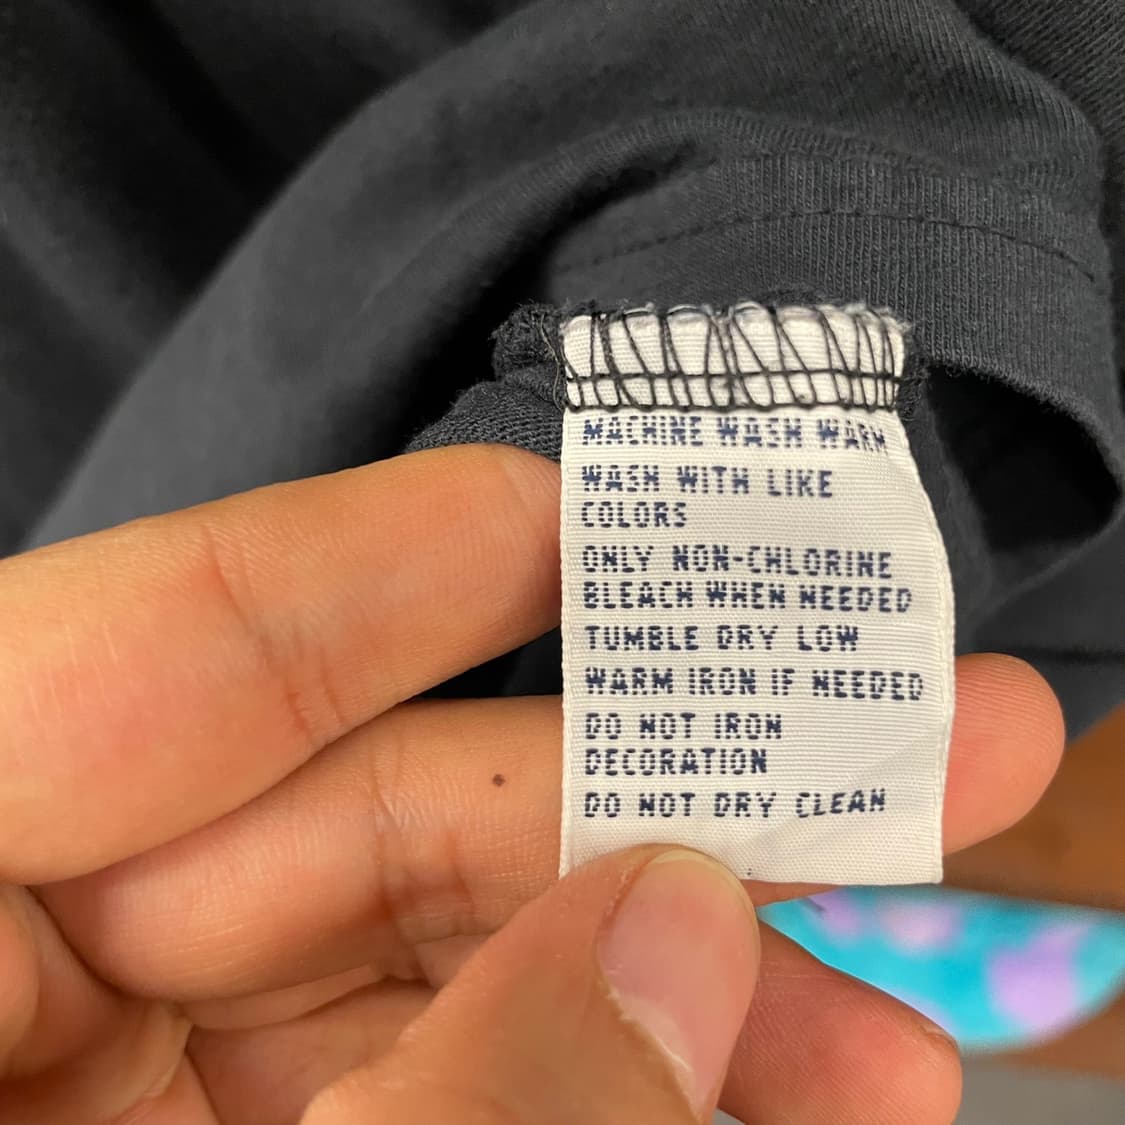 MACHINE WASH WARM
WASH WITH LIKE
COLORS
ONLY NON-CHLORINE
BLEACH WHEN NEEDED
TUMBLE DRY LOW
WARM IRON IF NEEDED
DO NOT IRON
DECORATION
DO NOT DRY CLEAN